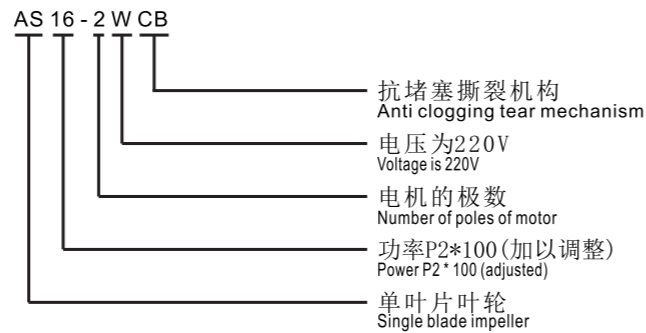 AS 16 - 2 W CB
抗堵塞撕裂机构
Anti clogging tear mechanism
电压为220V
Voltage is 220V
电机的极数
Number of poles of motor
功率P2*100(加以调整)
Power P2 * 100 (adjusted)
单叶片叶轮
Single blade impeller